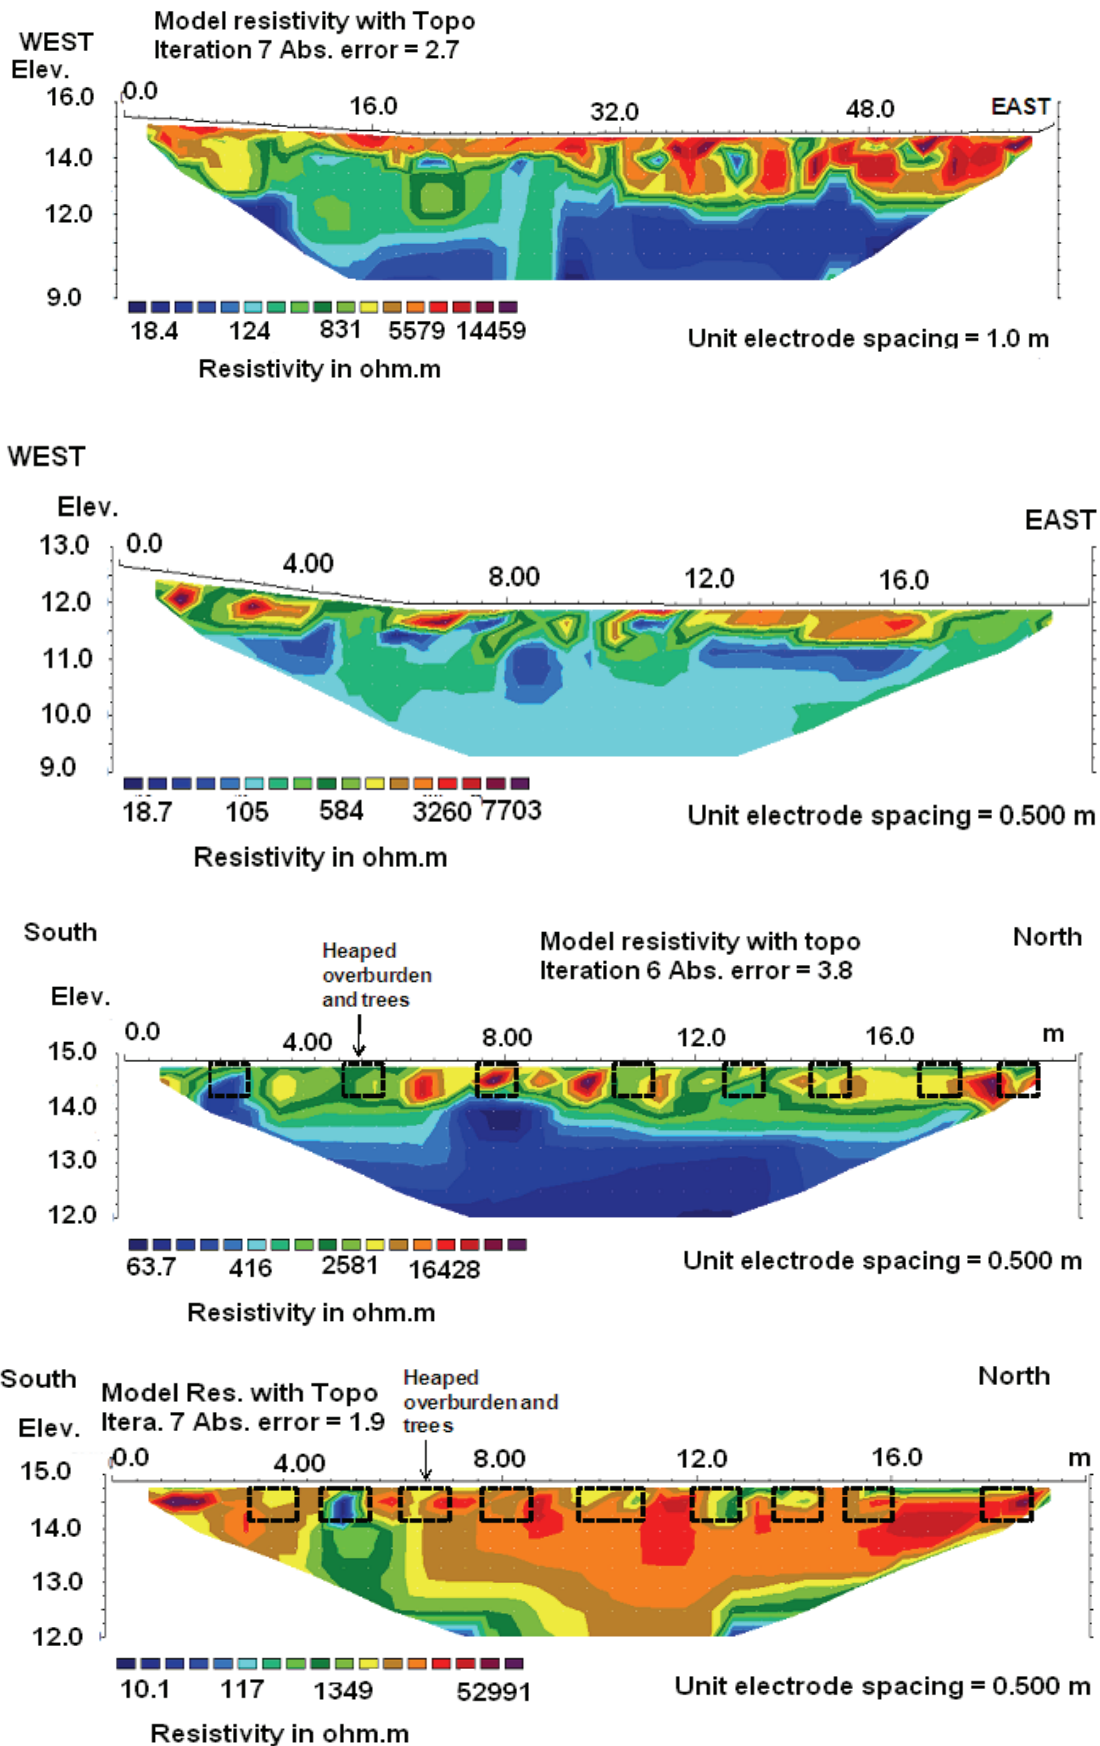 Model resistivity with Topo
WEST
Iteration 7 Abs. error = 2.7
Elev.
16.0 0.0 16.0 32.0 48.0 EAST
14.0
12.0
9.0
18.4 124 831 5579 14459
Unit electrode spacing = 1.0 m
Resistivity in ohm.m
WEST
Elev.
EAST
13.0 0.0 4.00 8.00 12.0 16.0
12.0
11.0
10.0
9.0
18.7 105 584 3260 7703
Unit electrode spacing = 0.500 m
Resistivity in ohm.m
South
North
Model resistivity with topo
Iteration 6 Abs. error = 3.8
Heaped
overburden
and trees
Elev.
0.0 4.00 8.00 12.0 16.0 m
15.0
14.0
13.0
12.0
63.7 416 2581 16428
Unit electrode spacing = 0.500 m
Resistivity in ohm.m
South
North
Model Res. with Topo
Itera. 7 Abs. error = 1.9
Heaped
overburden and
trees
Elev.
0.0 4.00 8.00 12.0 16.0 m
15.0
14.0
13.0
12.0
10.1 117 1349 52991
Unit electrode spacing = 0.500 m
Resistivity in ohm.m